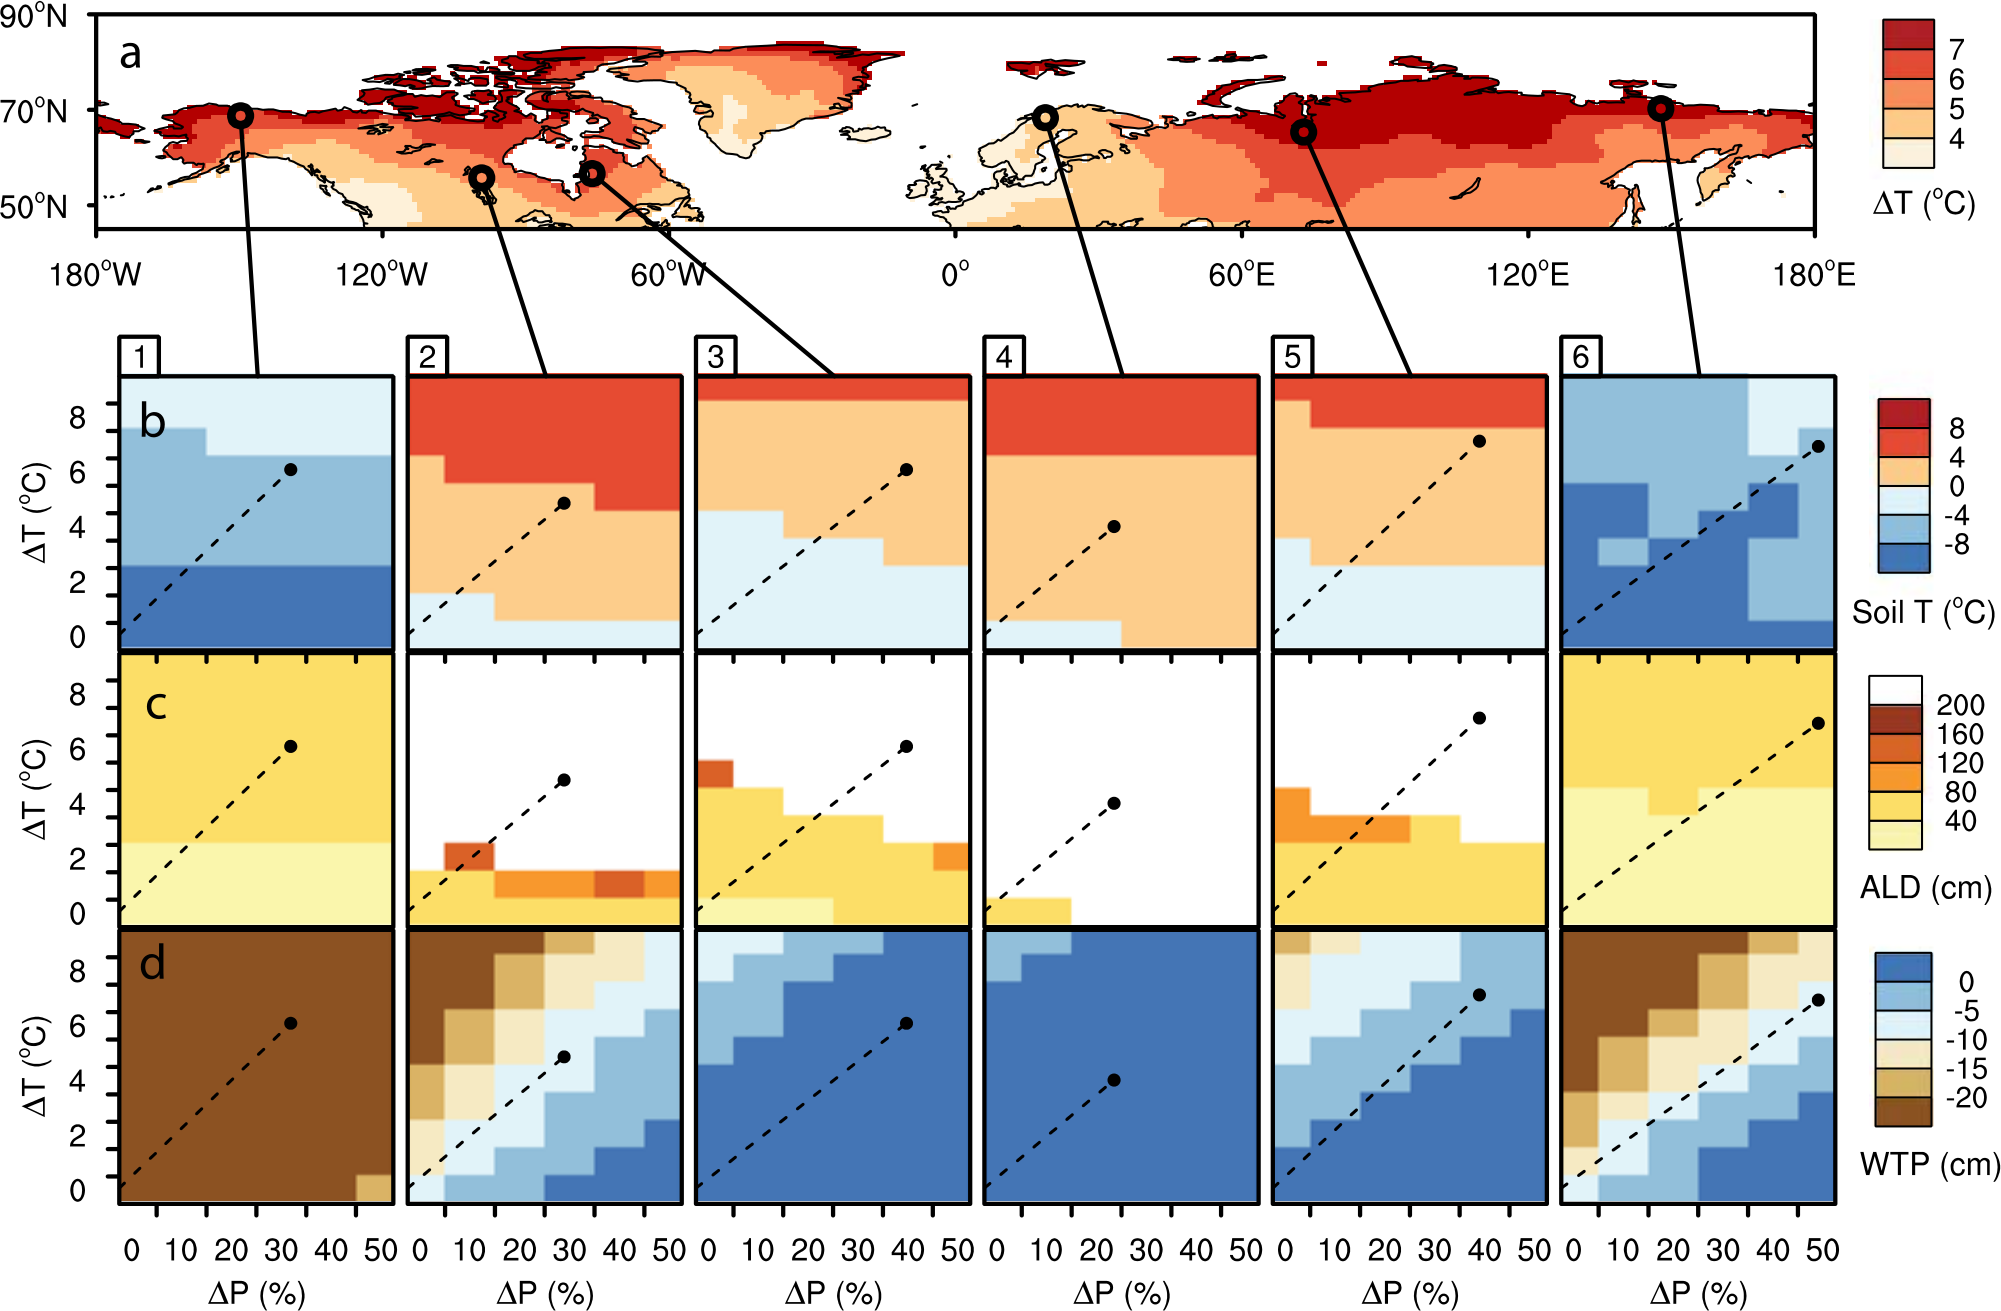 90°N
a
7
6
5
4
70°N
50°N
ΔT (°C)
180°W 120°W 60°W 0° 60°E 120°E 180°E
1 2 3 4 5 6
b
ΔT (°C)
8
6
4
2
0
8
4
0
-4
-8
Soil T (°C)
c
ΔT (°C)
8
6
4
2
0
200
160
120
80
40
ALD (cm)
d
ΔT (°C)
8
6
4
2
0
0
-5
-10
-15
-20
WTP (cm)
0 10 20 30 40 50 0 10 20 30 40 50 0 10 20 30 40 50 0 10 20 30 40 50 0 10 20 30 40 50 0 10 20 30 40 50
ΔP (%) ΔP (%) ΔP (%) ΔP (%) ΔP (%) ΔP (%)